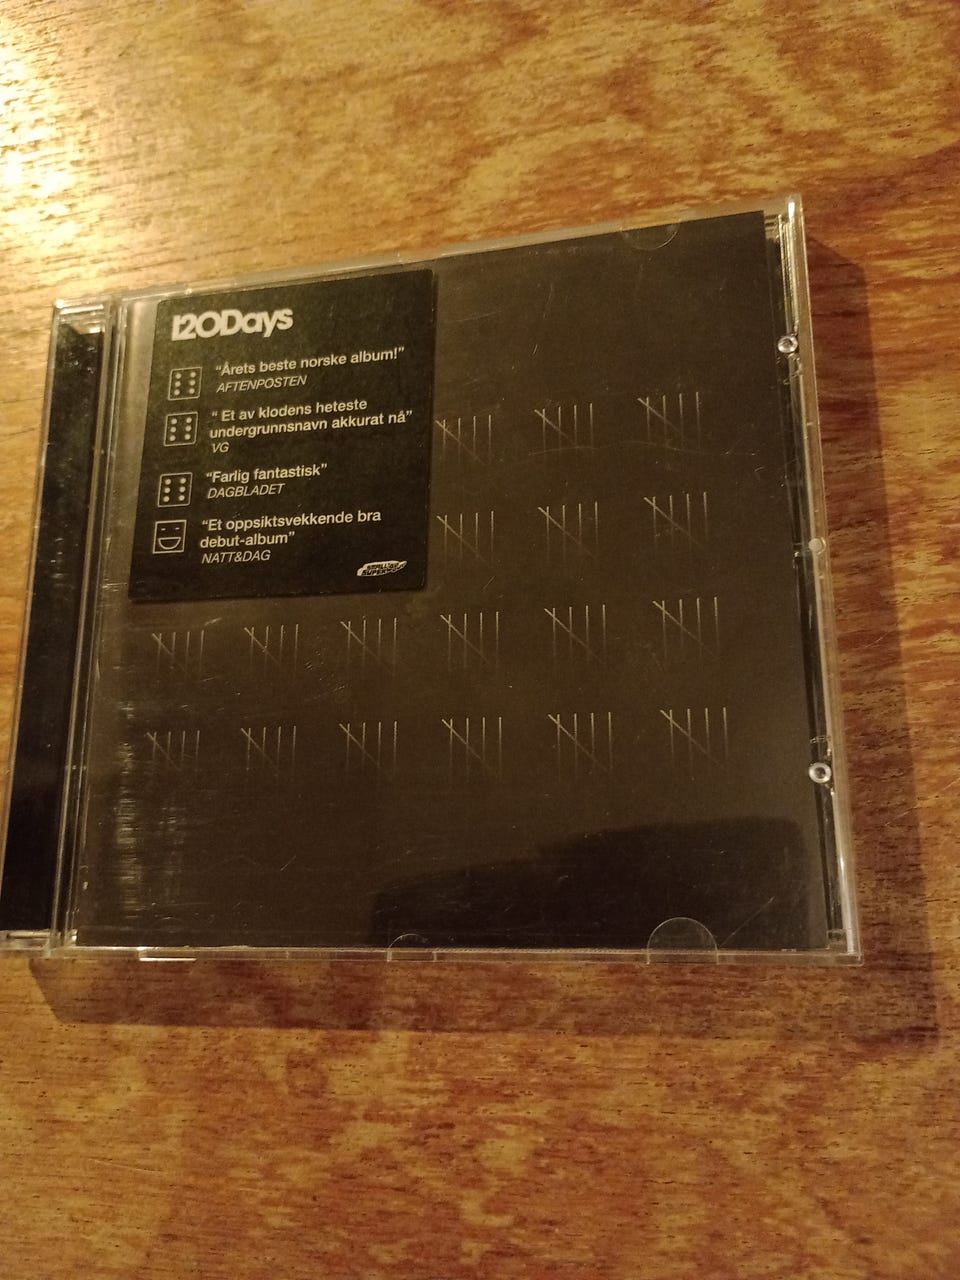 120Days
“Årets beste norske album!”
AFTENPOSTEN
“ Et av klodens heteste
undergrunnsnavn akkurat nå”
VG
“Farlig fantastisk”
DAGBLADET
“Et oppsiktsvekkende bra
debut-album”
NATT&DAG